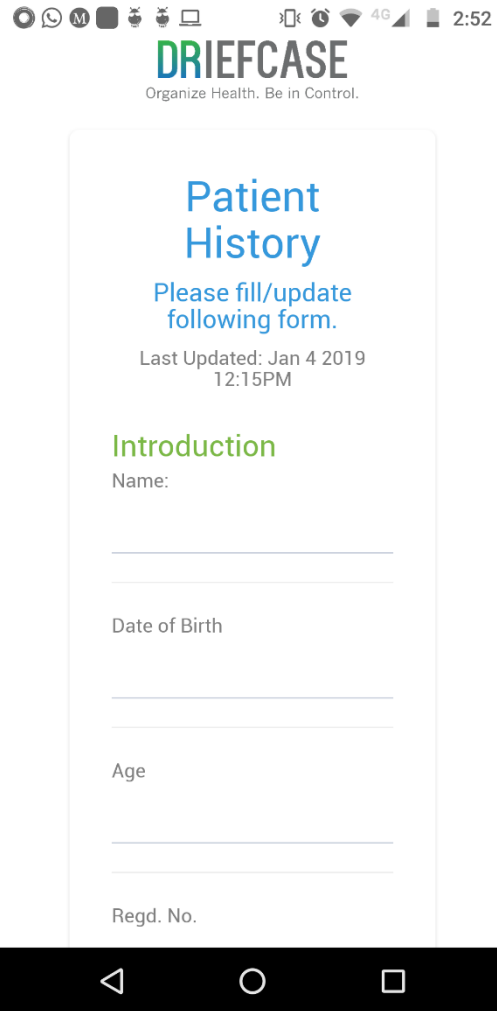 4G 2:52
DRIEFCASE
Organize Health. Be in Control.
Patient
History
Please fill/update
following form.
Last Updated: Jan 4 2019
12:15PM
Introduction
Name:
Date of Birth
Age
Regd. No.